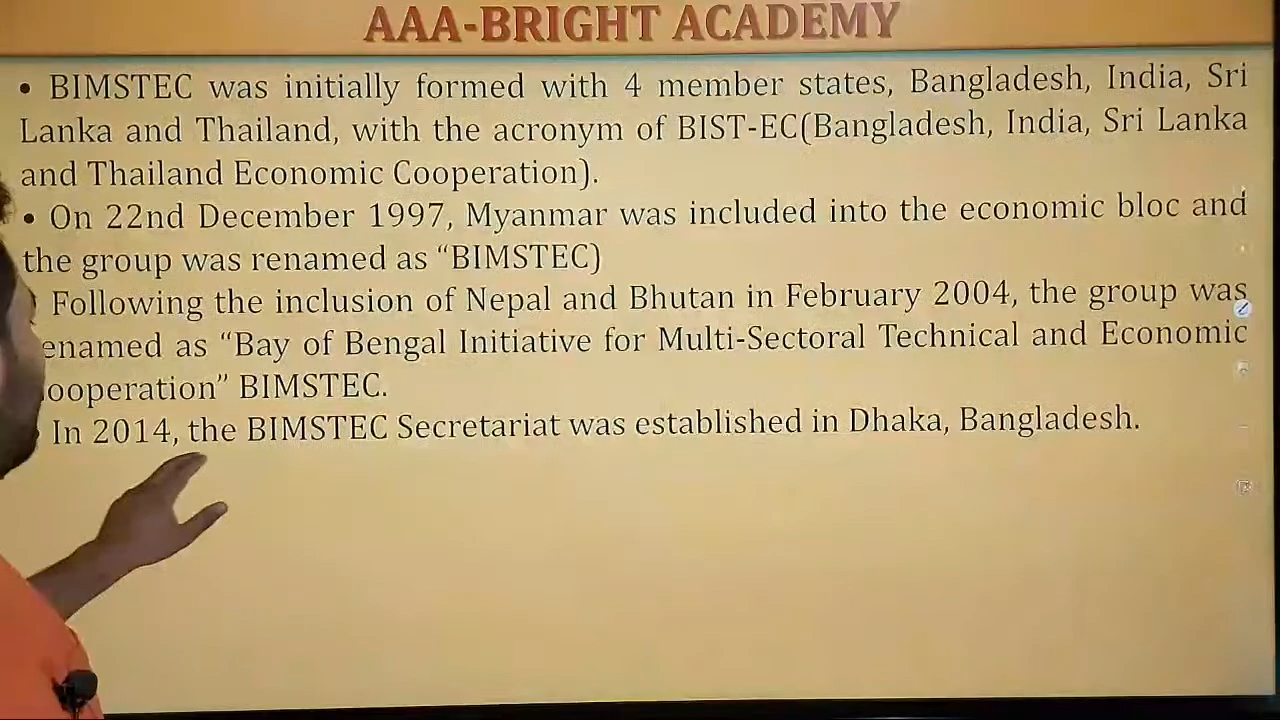 AAA-BRIGHT ACADEMY
• BIMSTEC was initially formed with 4 member states, Bangladesh, India, Sri
Lanka and Thailand, with the acronym of BIST-EC(Bangladesh, India, Sri Lanka
and Thailand Economic Cooperation).
• On 22nd December 1997, Myanmar was included into the economic bloc and
the group was renamed as “BIMSTEC)
Following the inclusion of Nepal and Bhutan in February 2004, the group was
enamed as “Bay of Bengal Initiative for Multi-Sectoral Technical and Economic
ooperation” BIMSTEC.
In 2014, the BIMSTEC Secretariat was established in Dhaka, Bangladesh.